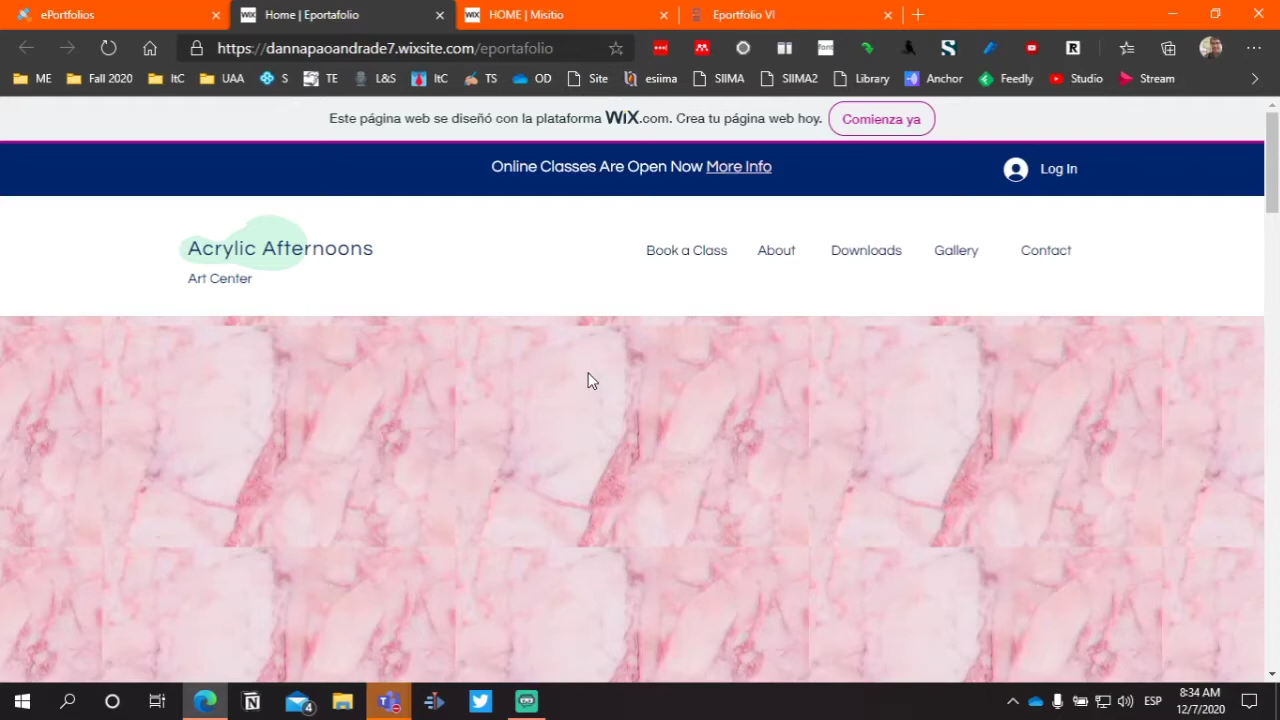 ePortfolios
Home | Eportafolio
HOME | Misitio
Eportfolio VI
https://dannapaoandrade7.wixsite.com/eportafolio
ME
Fall 2020
ItC
UAA
S
TE
L&S
ItC
TS
OD
Site
esiima
SIIMA
SIIMA2
Library
Anchor
Feedly
Studio
Stream
Este página web se diseñó con la plataforma WiX.com. Crea tu página web hoy. Comienza ya
Online Classes Are Open Now More Info
Log In
Acrylic Afternoons
Art Center
Book a Class
About
Downloads
Gallery
Contact
4
ESP
8:34 AM
12/7/2020